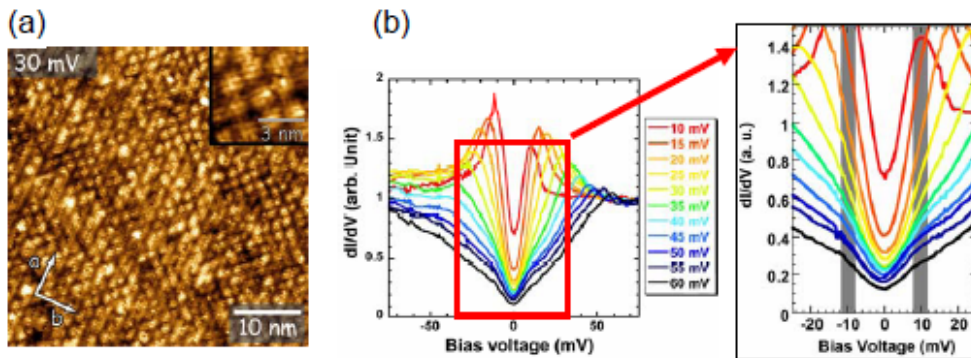 (a)
30 mV
3 nm
a
b
10 nm
(b)
dI/dV (arb. Unit)
2
1.5
1
0.5
0
-50
0
50
Bias voltage (mV)
10 mV
15 mV
20 mV
25 mV
30 mV
35 mV
40 mV
45 mV
50 mV
55 mV
60 mV
dI/dV (a. u.)
1.4
1.2
1
0.8
0.6
0.4
0.2
0
-20
-10
0
10
20
Bias Voltage (mV)